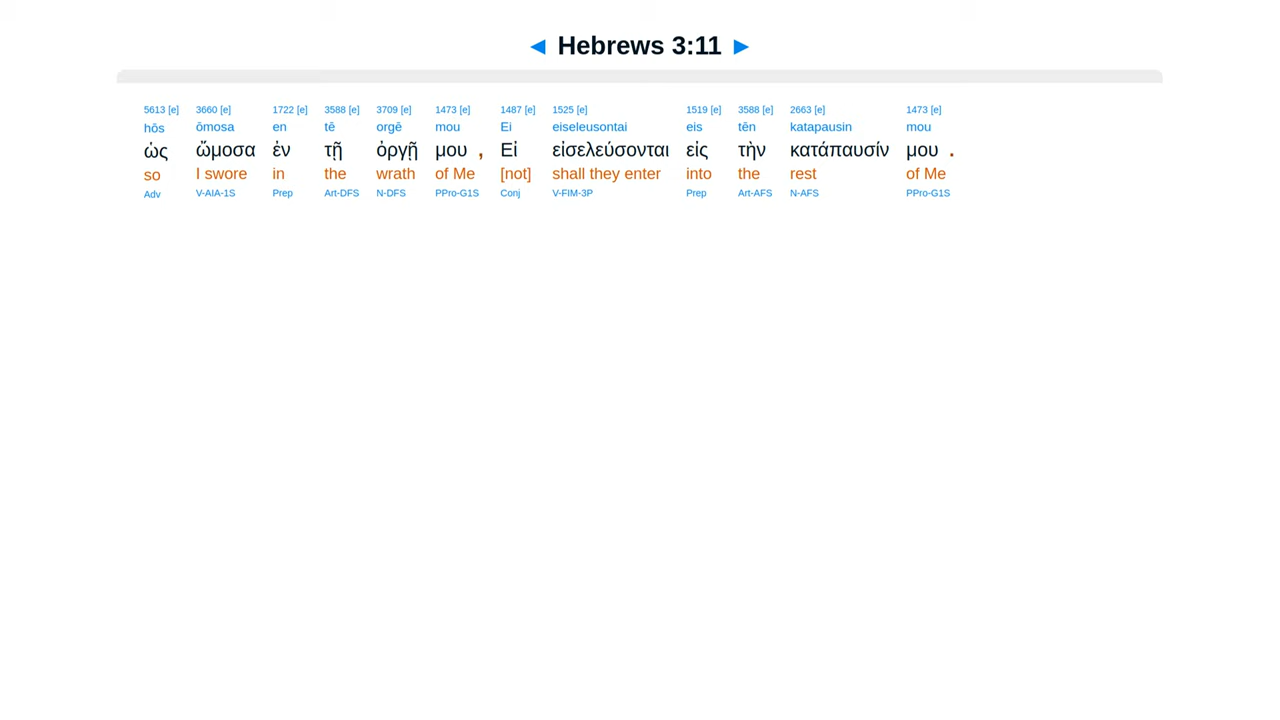 ◄ Hebrews 3:11 ►
5613 [e] 3660 [e] 1722 [e] 3588 [e] 3709 [e] 1473 [e] 1487 [e] 1525 [e] 1519 [e] 3588 [e] 2663 [e] 1473 [e]
hōs ōmosa en tē orgē mou Ei eiseleusontai eis tēn katapausin mou
ὡς ὤμοσα ἐν τῇ ὀργῇ μου , Εἰ εἰσελεύσονται εἰς τὴν κατάπαυσίν μου .
so I swore in the wrath of Me [not] shall they enter into the rest of Me
Adv V-AIA-1S Prep Art-DFS N-DFS PPro-G1S Conj V-FIM-3P Prep Art-AFS N-AFS PPro-G1S